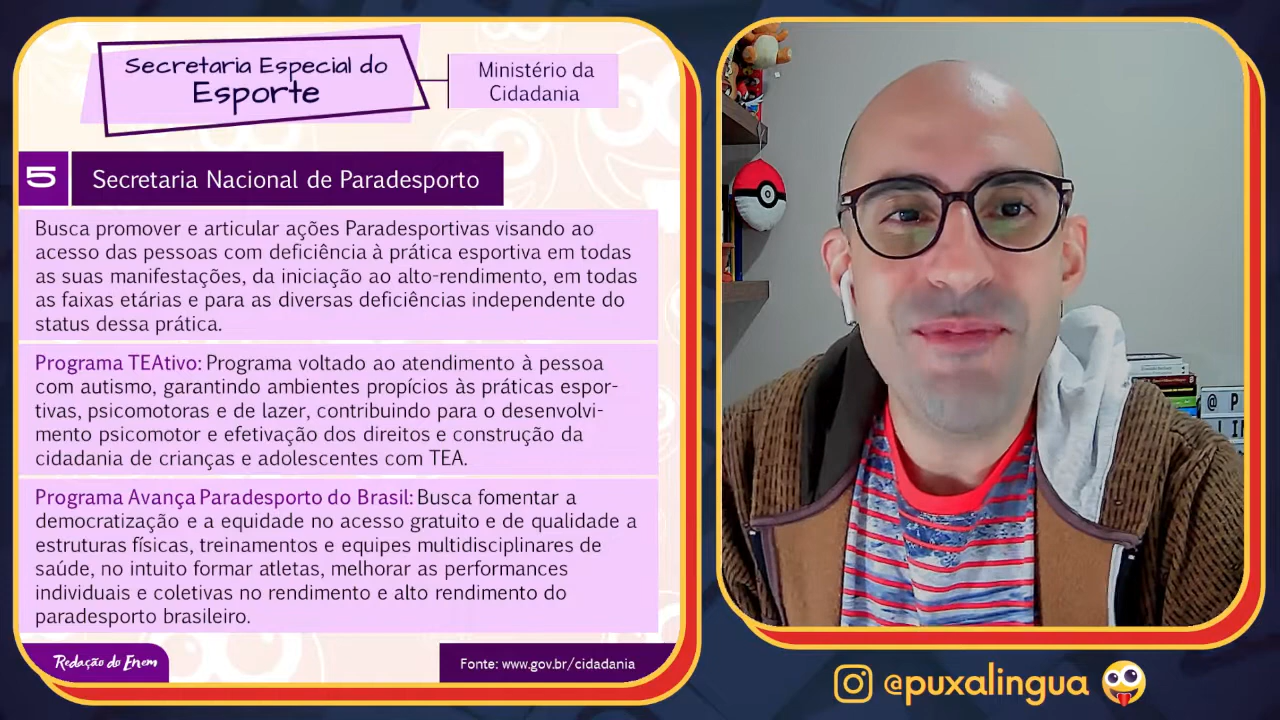 Secretaria Especial do
Esporte
Ministério da
Cidadania
5
Secretaria Nacional de Paradesporto
Busca promover e articular ações Paradesportivas visando ao
acesso das pessoas com deficiência à prática esportiva em todas
as suas manifestações, da iniciação ao alto-rendimento, em todas
as faixas etárias e para as diversas deficiências independente do
status dessa prática.
Programa TEAtivo: Programa voltado ao atendimento à pessoa
com autismo, garantindo ambientes propícios às práticas espor-
tivas, psicomotoras e de lazer, contribuindo para o desenvolvi-
mento psicomotor e efetivação dos direitos e construção da
cidadania de crianças e adolescentes com TEA.
Programa Avança Paradesporto do Brasil: Busca fomentar a
democratização e a equidade no acesso gratuito e de qualidade a
estruturas físicas, treinamentos e equipes multidisciplinares de
saúde, no intuito formar atletas, melhorar as performances
individuais e coletivas no rendimento e alto rendimento do
paradesporto brasileiro.
Redação do Enem
Fonte: www.gov.br/cidadania
@ P
L I N
@puxalingua